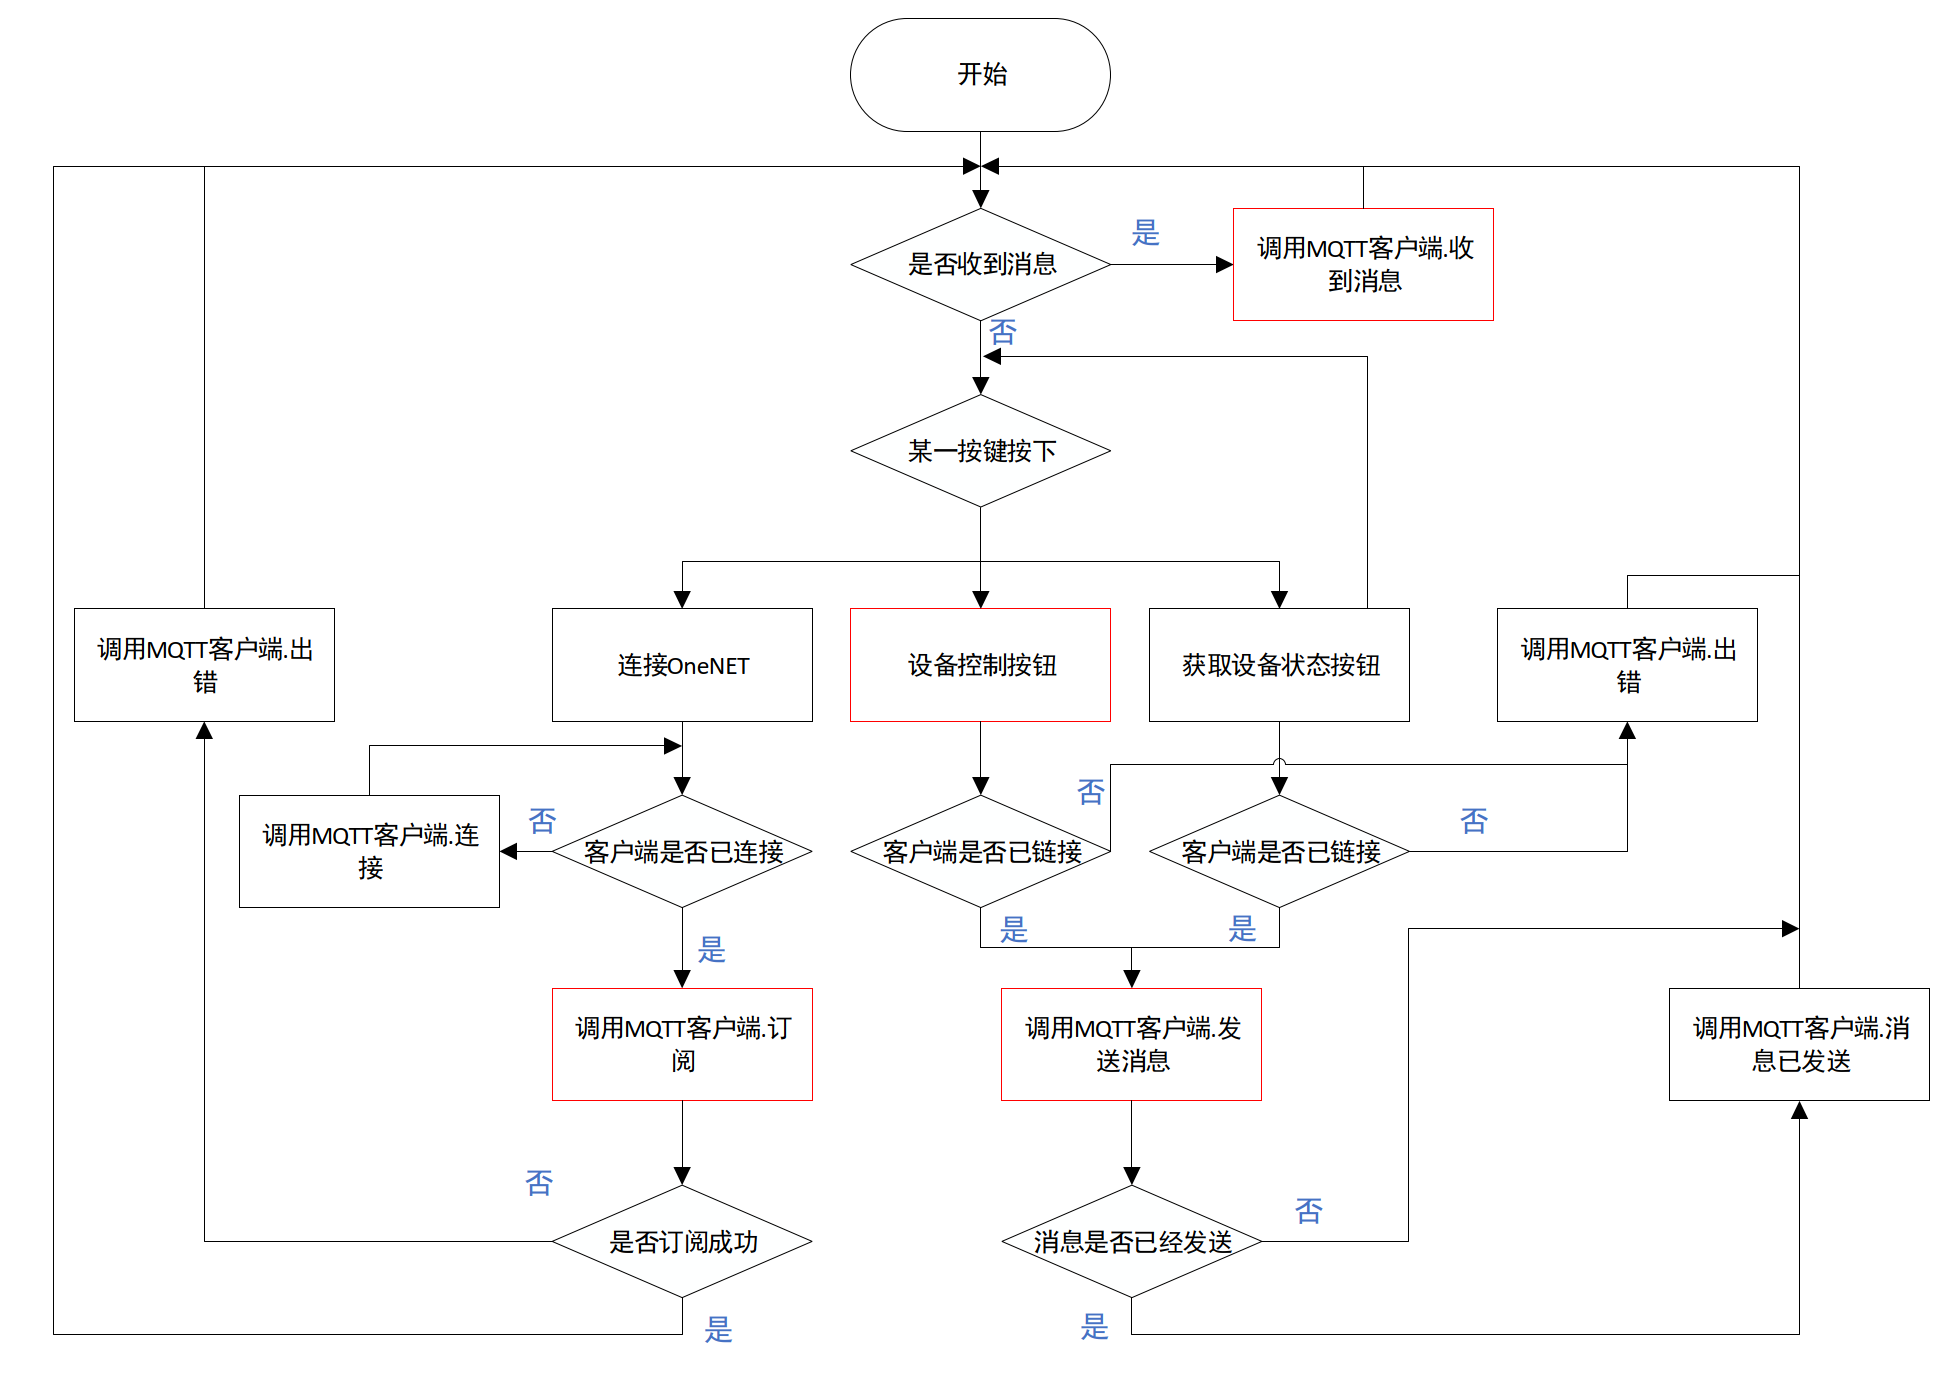 开始
是否收到消息
是
调用MQTT客户端.收
到消息
否
某一按键按下
调用MQTT客户端.出
错
连接OneNET
设备控制按钮
获取设备状态按钮
调用MQTT客户端.出
错
调用MQTT客户端.连
接
否
客户端是否已连接
客户端是否已链接
否
客户端是否已链接
否
是
是
是
调用MQTT客户端.订
阅
调用MQTT客户端.发
送消息
调用MQTT客户端.消
息已发送
否
是否订阅成功
消息是否已经发送
否
是
是